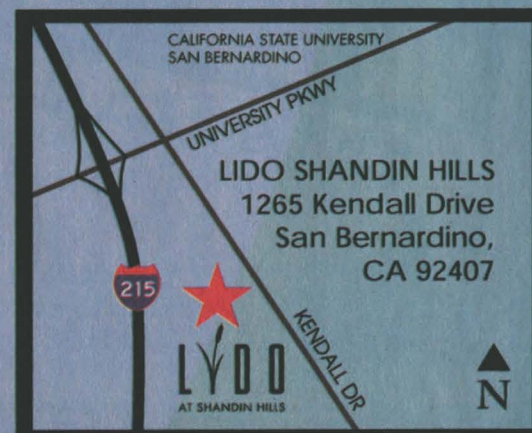 CALIFORNIA STATE UNIVERSITY
SAN BERNARDINO
UNIVERSITY PKWY
LIDO SHANDIN HILLS
1265 Kendall Drive
San Bernardino,
CA 92407
215
KENDALL DR
LIDO
AT SHANDIN HILLS
N